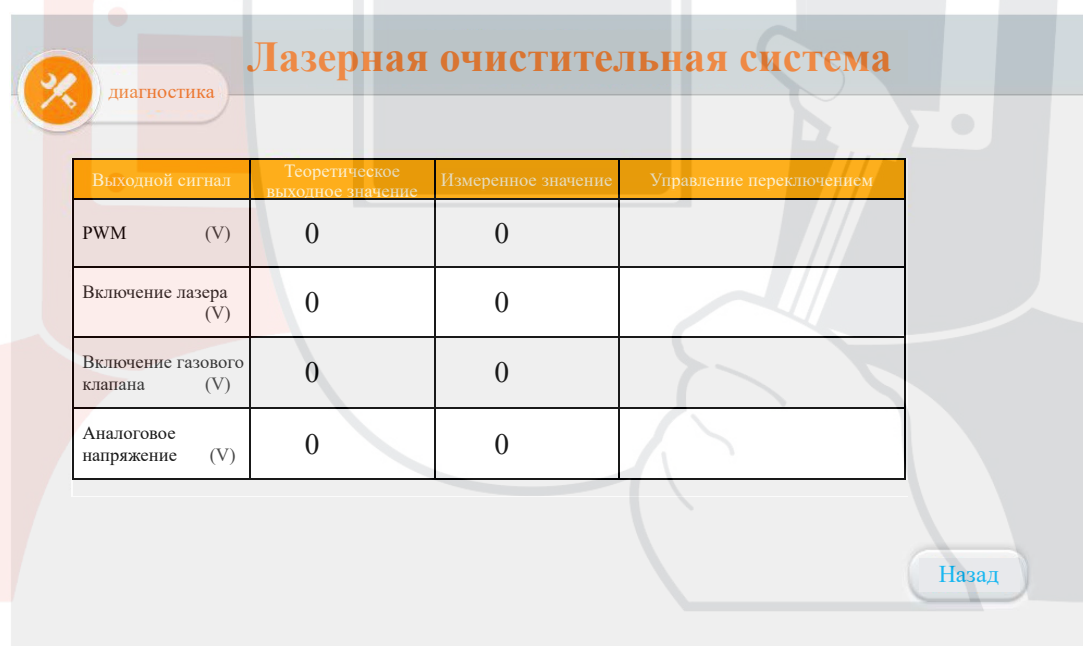 Лазерная очистительная система
диагностика
Выходной сигнал
Теоретическое
выходное значение
Измеренное значение
Управление переключением
PWM (V)
0
0
Включение лазера
(V)
0
0
Включение газового
клапана (V)
0
0
Аналоговое
напряжение (V)
0
0
Назад